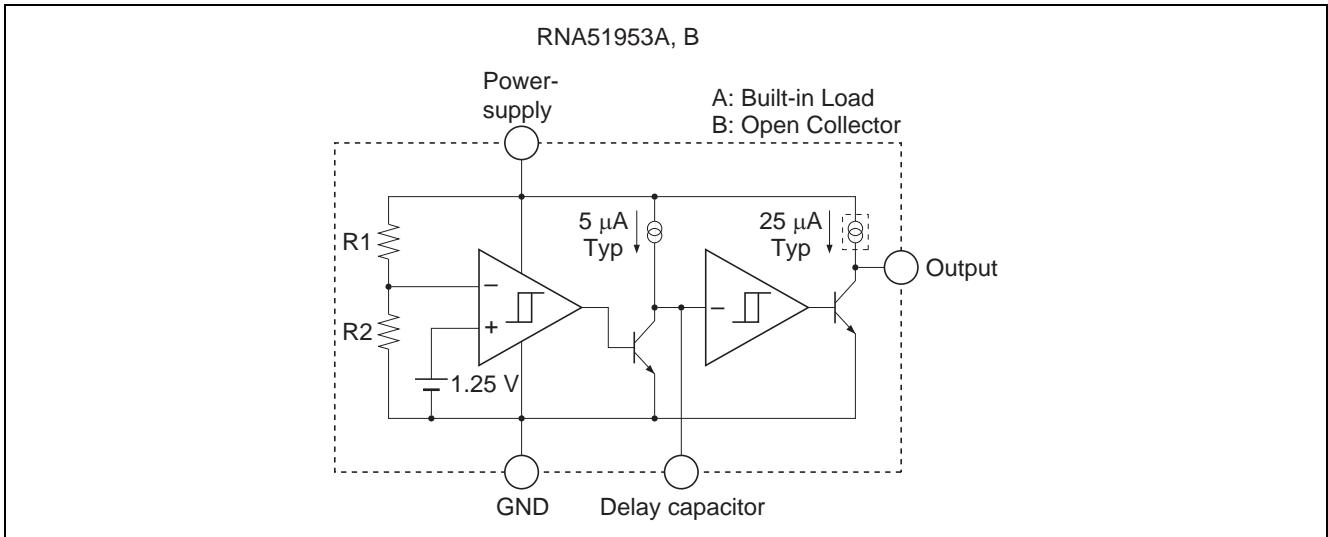 RNA51953A, B
Power-
supply
A: Built-in Load
B: Open Collector
5 μA
Typ
25 μA
Typ
R1
Output
−
+
−
R2
1.25 V
GND
Delay capacitor